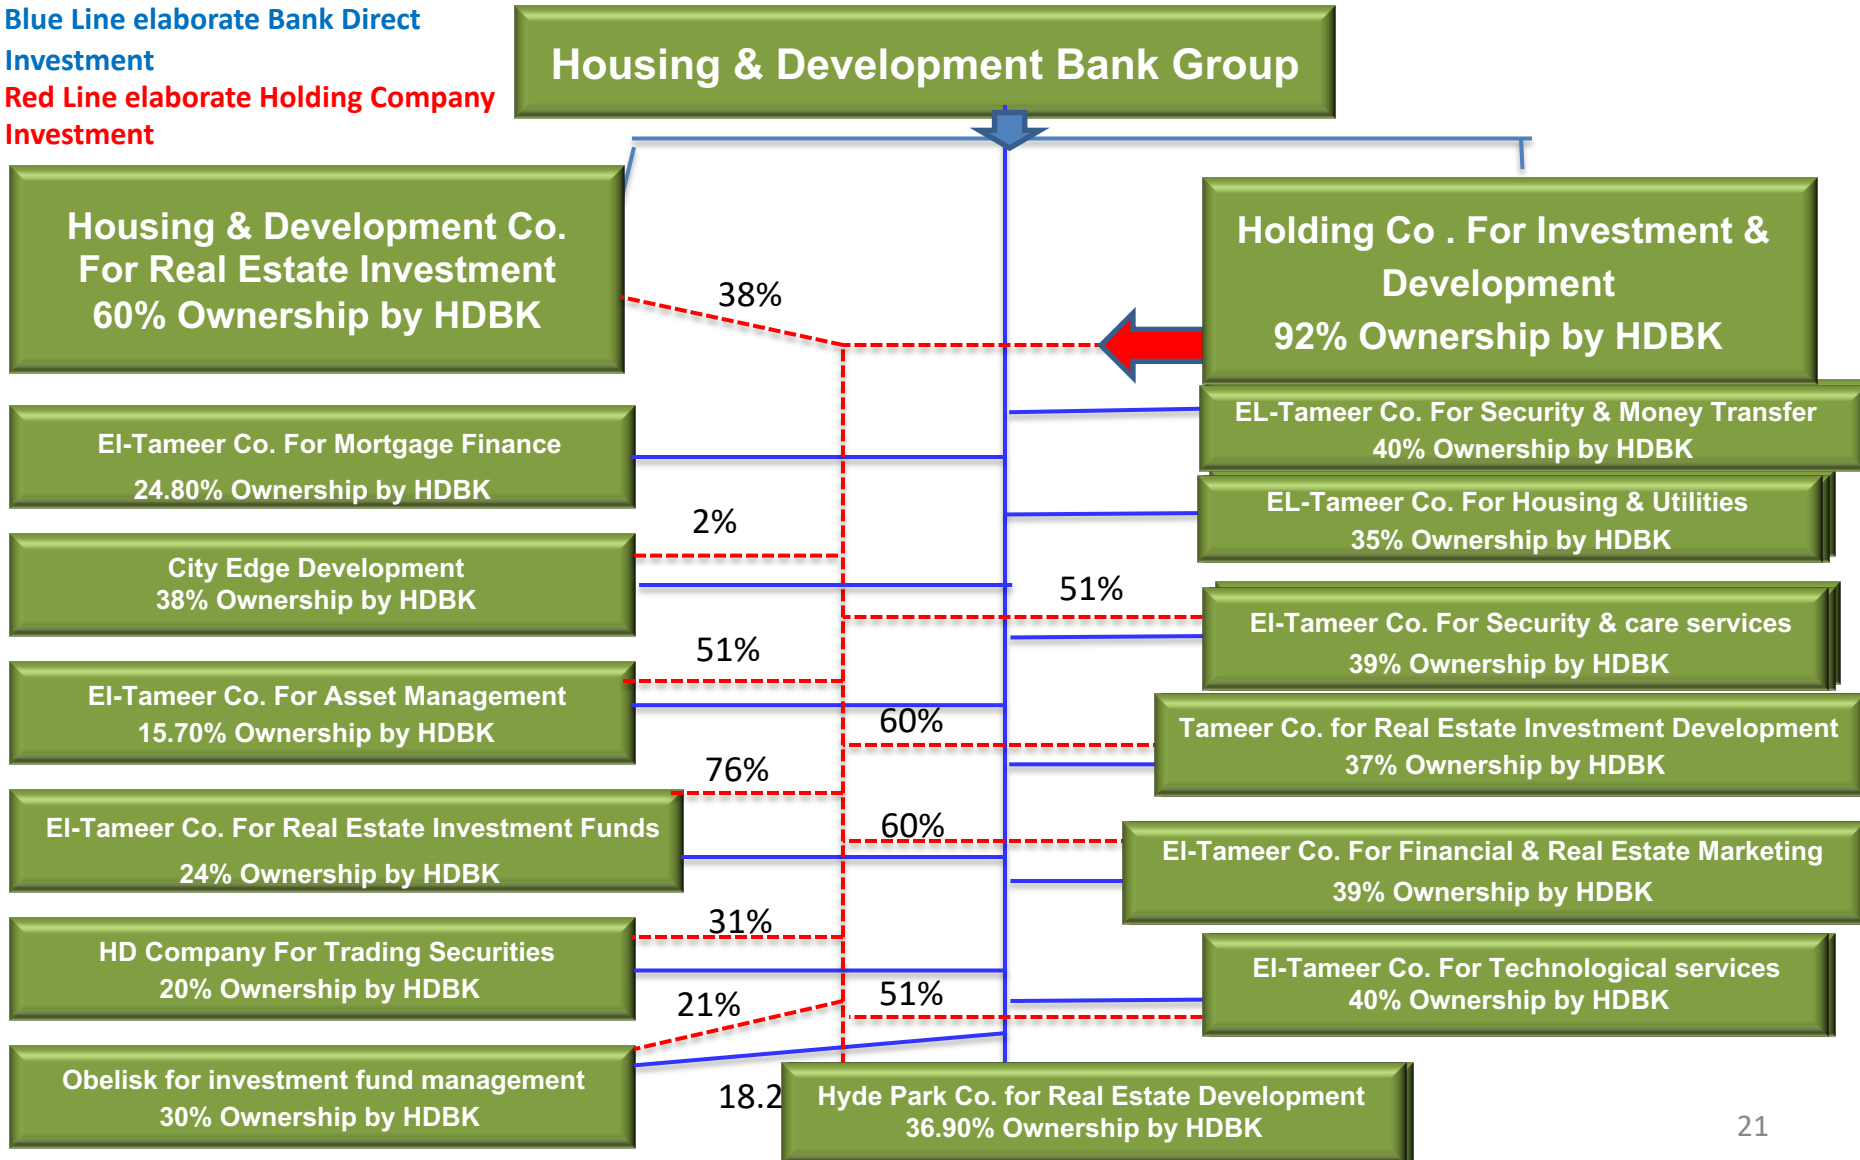 Blue Line elaborate Bank Direct
Investment
Red Line elaborate Holding Company
Investment
Housing & Development Bank Group
Housing & Development Co.
For Real Estate Investment
60% Ownership by HDBK
Holding Co . For Investment &
Development
92% Ownership by HDBK
38%
EL-Tameer Co. For Security & Money Transfer
40% Ownership by HDBK
El-Tameer Co. For Mortgage Finance
24.80% Ownership by HDBK
EL-Tameer Co. For Housing & Utilities
35% Ownership by HDBK
2%
City Edge Development
38% Ownership by HDBK
51%
El-Tameer Co. For Security & care services
39% Ownership by HDBK
51%
El-Tameer Co. For Asset Management
15.70% Ownership by HDBK
60%
Tameer Co. for Real Estate Investment Development
37% Ownership by HDBK
76%
El-Tameer Co. For Real Estate Investment Funds
24% Ownership by HDBK
60%
El-Tameer Co. For Financial & Real Estate Marketing
39% Ownership by HDBK
31%
HD Company For Trading Securities
20% Ownership by HDBK
51%
El-Tameer Co. For Technological services
40% Ownership by HDBK
21%
Obelisk for investment fund management
30% Ownership by HDBK
18.2
Hyde Park Co. for Real Estate Development
36.90% Ownership by HDBK
21